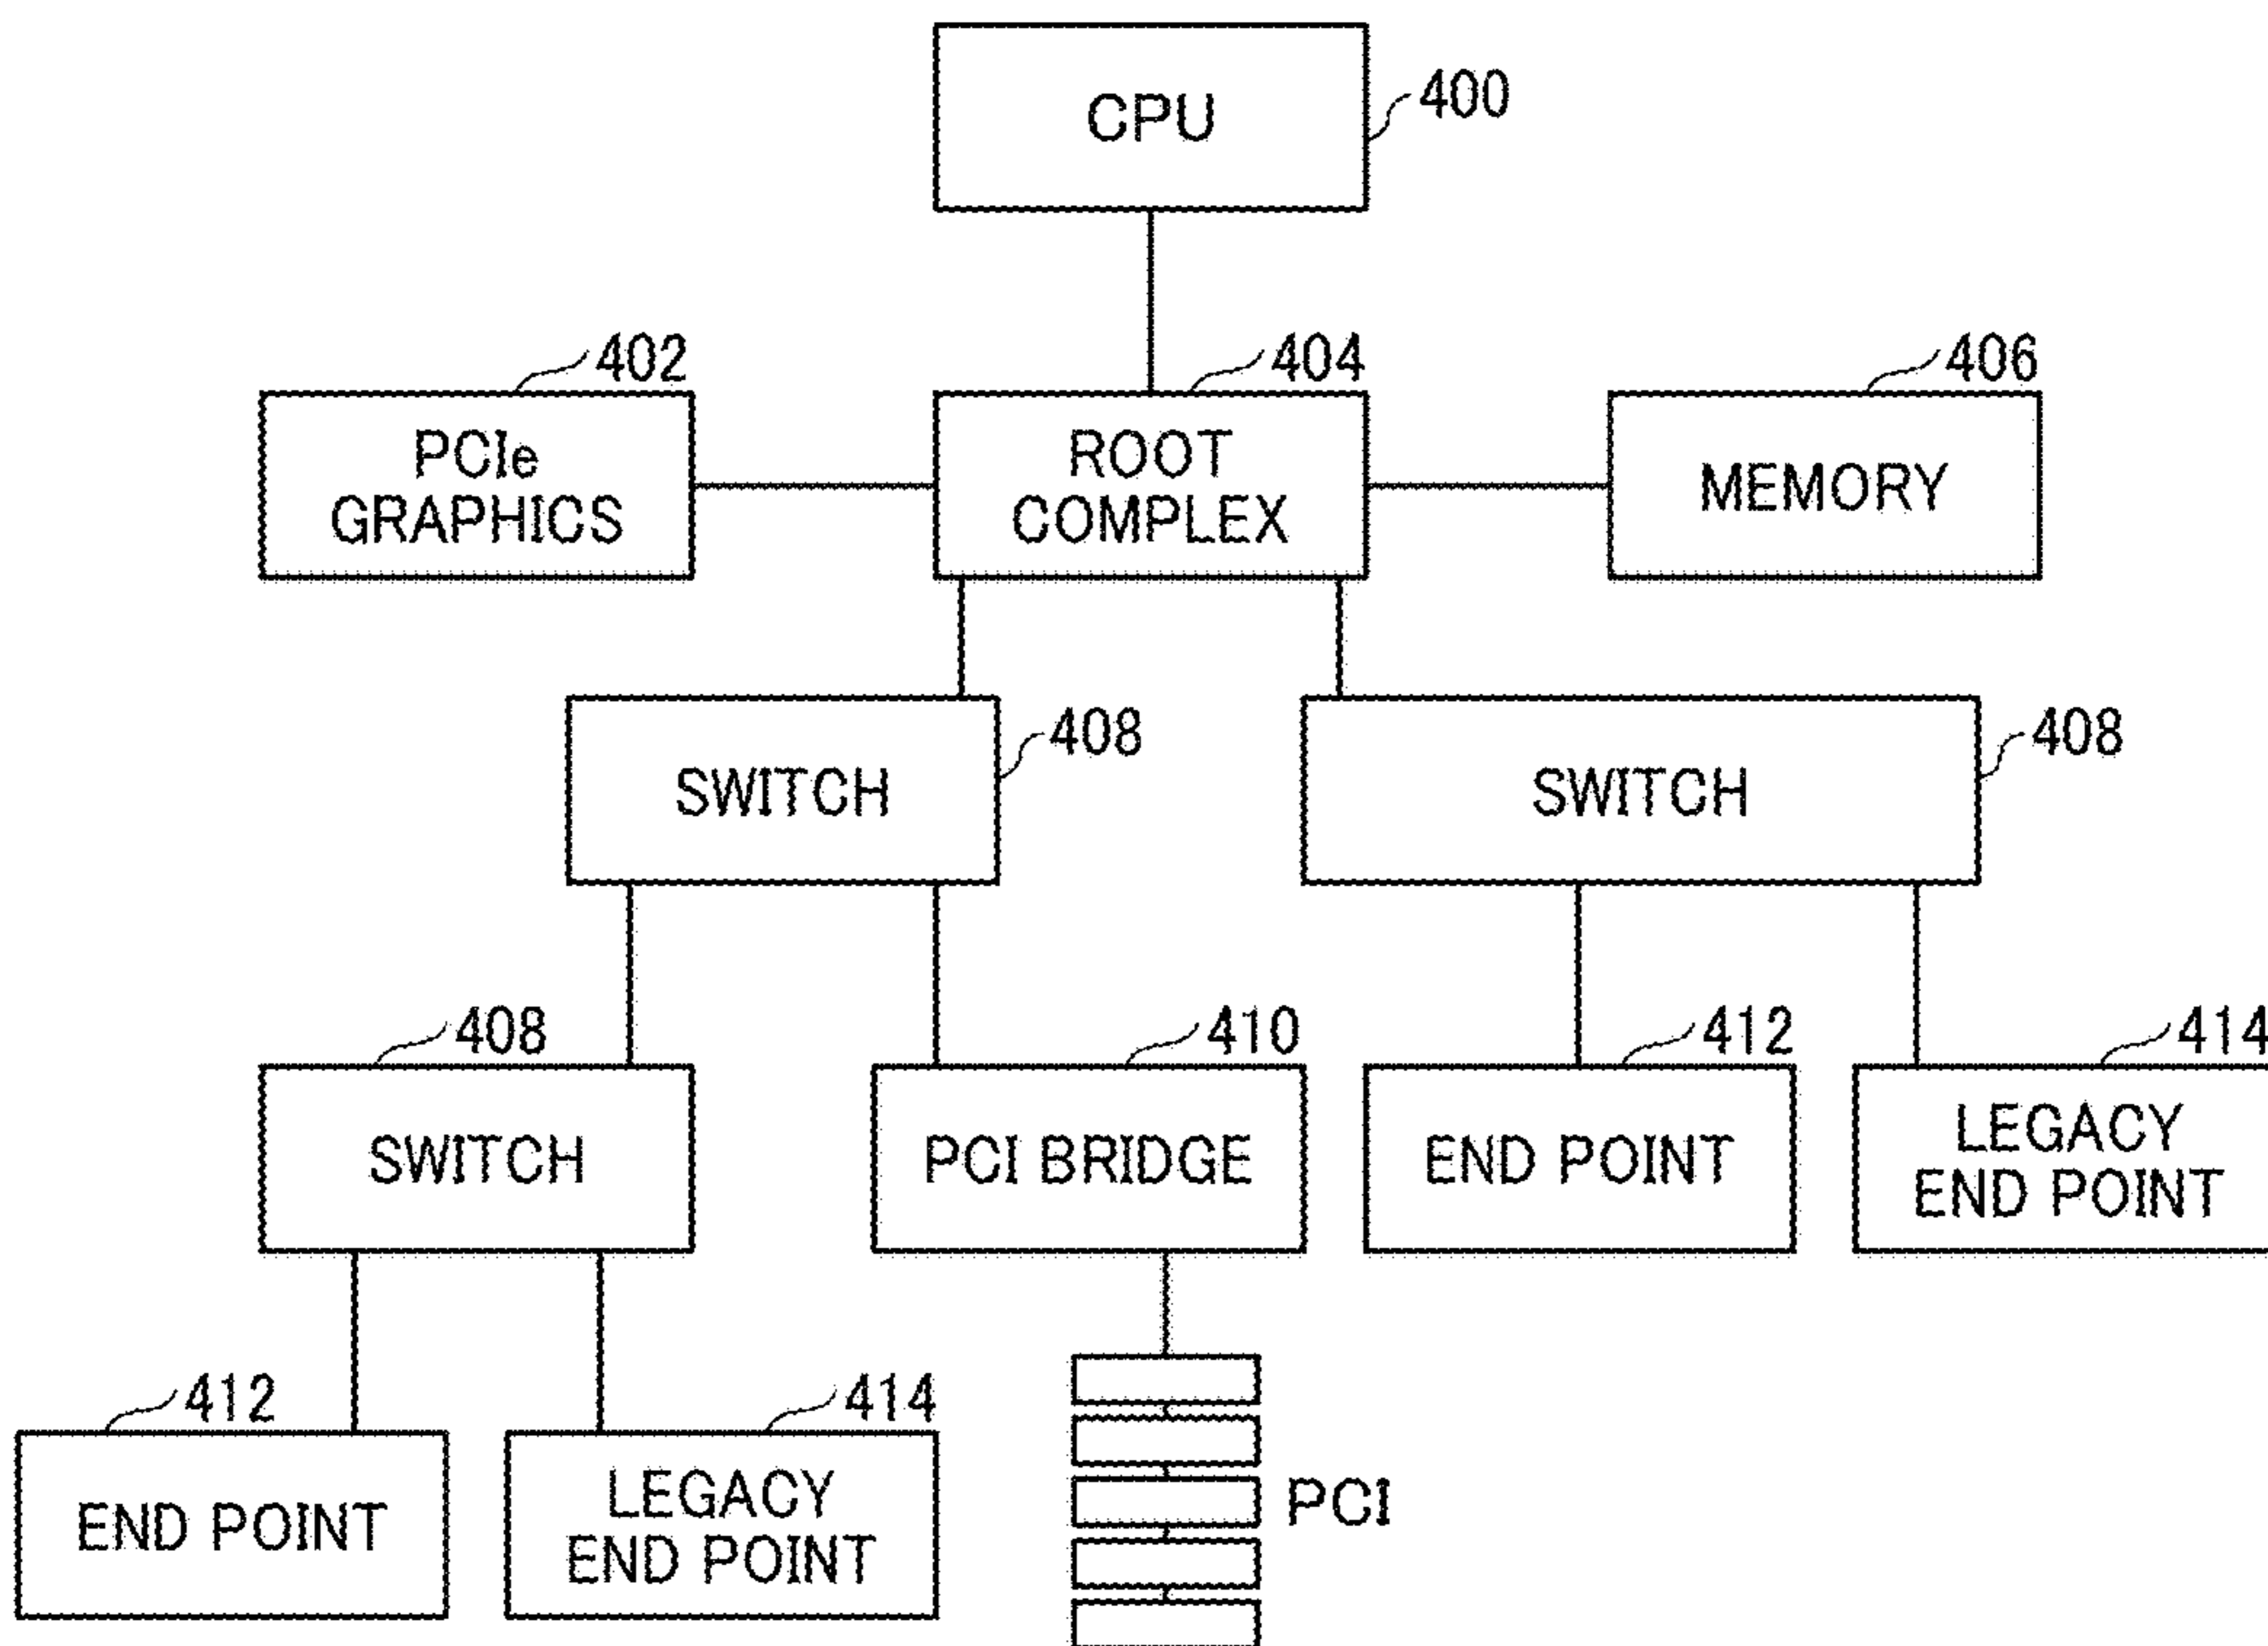 CPU
400
402
404
406
PCIe
GRAPHICS
ROOT
COMPLEX
MEMORY
408
408
SWITCH
SWITCH
408
410
412
414
SWITCH
PCI BRIDGE
END POINT
LEGACY
END POINT
412
414
END POINT
LEGACY
END POINT
PCI